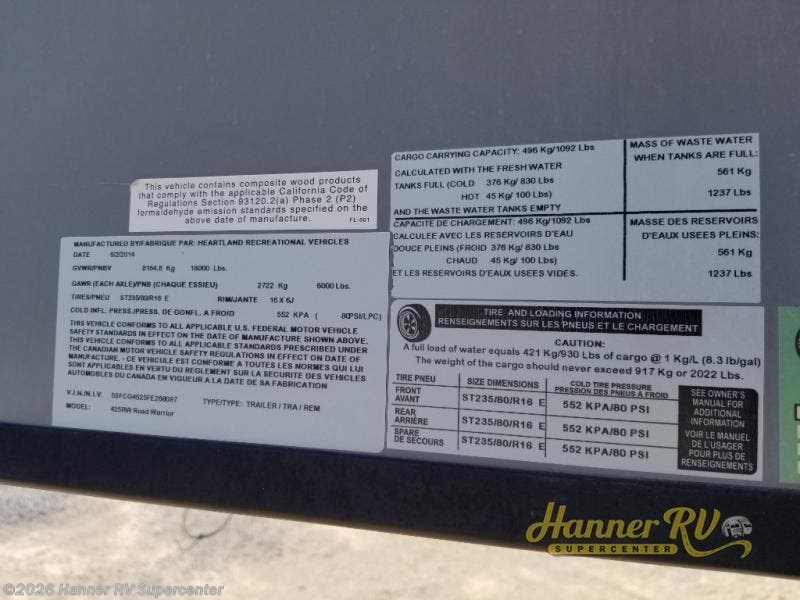 This vehicle contains composite wood products
that comply with the applicable California Code of
Regulations Section 93120.2(a) Phase 2 (P2)
formaldehyde emission standards specified on the
above date of manufacture. FL-001
MANUFACTURED BY/FABRIQUE PAR: HEARTLAND RECREATIONAL VEHICLES
DATE 6/2/2014
GVWR/PNBV 8164.8 Kg 18000 Lbs.
GAWR (EACH AXLE)/PNB (CHAQUE ESSIEU) 2722 Kg 6000 Lbs.
TIRES/PNEU ST235/80/R16 E RIM/JANTE 16 X 6J
COLD INFL. PRESS./PRESS. DE GONFL. A FROID 552 KPA ( 80PSI/LPC)
THIS VEHICLE CONFORMS TO ALL APPLICABLE U.S. FEDERAL MOTOR VEHICLE
SAFETY STANDARDS IN EFFECT ON THE DATE OF MANUFACTURE SHOWN ABOVE.
THIS VEHICLE CONFORMS TO ALL APPLICABLE STANDARDS PRESCRIBED UNDER
THE CANADIAN MOTOR VEHICLE SAFETY REGULATIONS IN EFFECT ON DATE OF
MANUFACTURE. - CE VEHICULE EST CONFORME A TOUTES LES NORMES QUI LUI
SONT APPLICABLES EN VERTU DU REGLEMENT SUR LA SECURITE DES VEHICLES
AUTOMOBILES DU CANADA EN VIGUEUR A LA DATE DE SA FABRICATION
V.I.N./N.I.V. TYPE/TYPE: TRAILER / TRA / REM
MODEL: 425RW Road Warrior
CARGO CARRYING CAPACITY: 496 Kg/1092 Lbs
CALCULATED WITH THE FRESH WATER
TANKS FULL (COLD 376 Kg/ 830 Lbs
HOT 45 Kg/ 100 Lbs)
AND THE WASTE WATER TANKS EMPTY
MASS OF WASTE WATER
WHEN TANKS ARE FULL:
561 Kg
1237 Lbs
CAPACITE DE CHARGEMENT: 496 Kg/1092 Lbs
CALCULEE AVEC LES RESERVOIRS D'EAU
DOUCE PLEINS (FROID 376 Kg/ 830 Lbs
CHAUD 45 Kg/ 100 Lbs)
ET LES RESERVOIRS D'EAUX USEES VIDES.
MASSE DES RESERVOIRS
D'EAUX USEES PLEINS:
561 Kg
1237 Lbs
TIRE AND LOADING INFORMATION
RENSEIGNEMENTS SUR LES PNEUS ET LE CHARGEMENT
CAUTION:
A full load of water equals 421 Kg/930 Lbs of cargo @ 1 Kg/L (8.3 lb/gal)
The weight of the cargo should never exceed 917 Kg or 2022 Lbs.
TIRE PNEU SIZE DIMENSIONS COLD TIRE PRESSURE
PRESSION DES PNEUS À FROID
FRONT
AVANT ST235/80/R16 E 552 KPA/80 PSI
REAR
ARRIÈRE ST235/80/R16 E 552 KPA/80 PSI
SPARE
DE SECOURS ST235/80/R16 E 552 KPA/80 PSI
SEE OWNER'S
MANUAL FOR
ADDITIONAL
INFORMATION
VOIR LE MANUEL
DE L'USAGER
POUR PLUS DE
RENSEIGNEMENTS
Hanner RV
SUPERCENTER
©2026 Hanner RV Supercenter